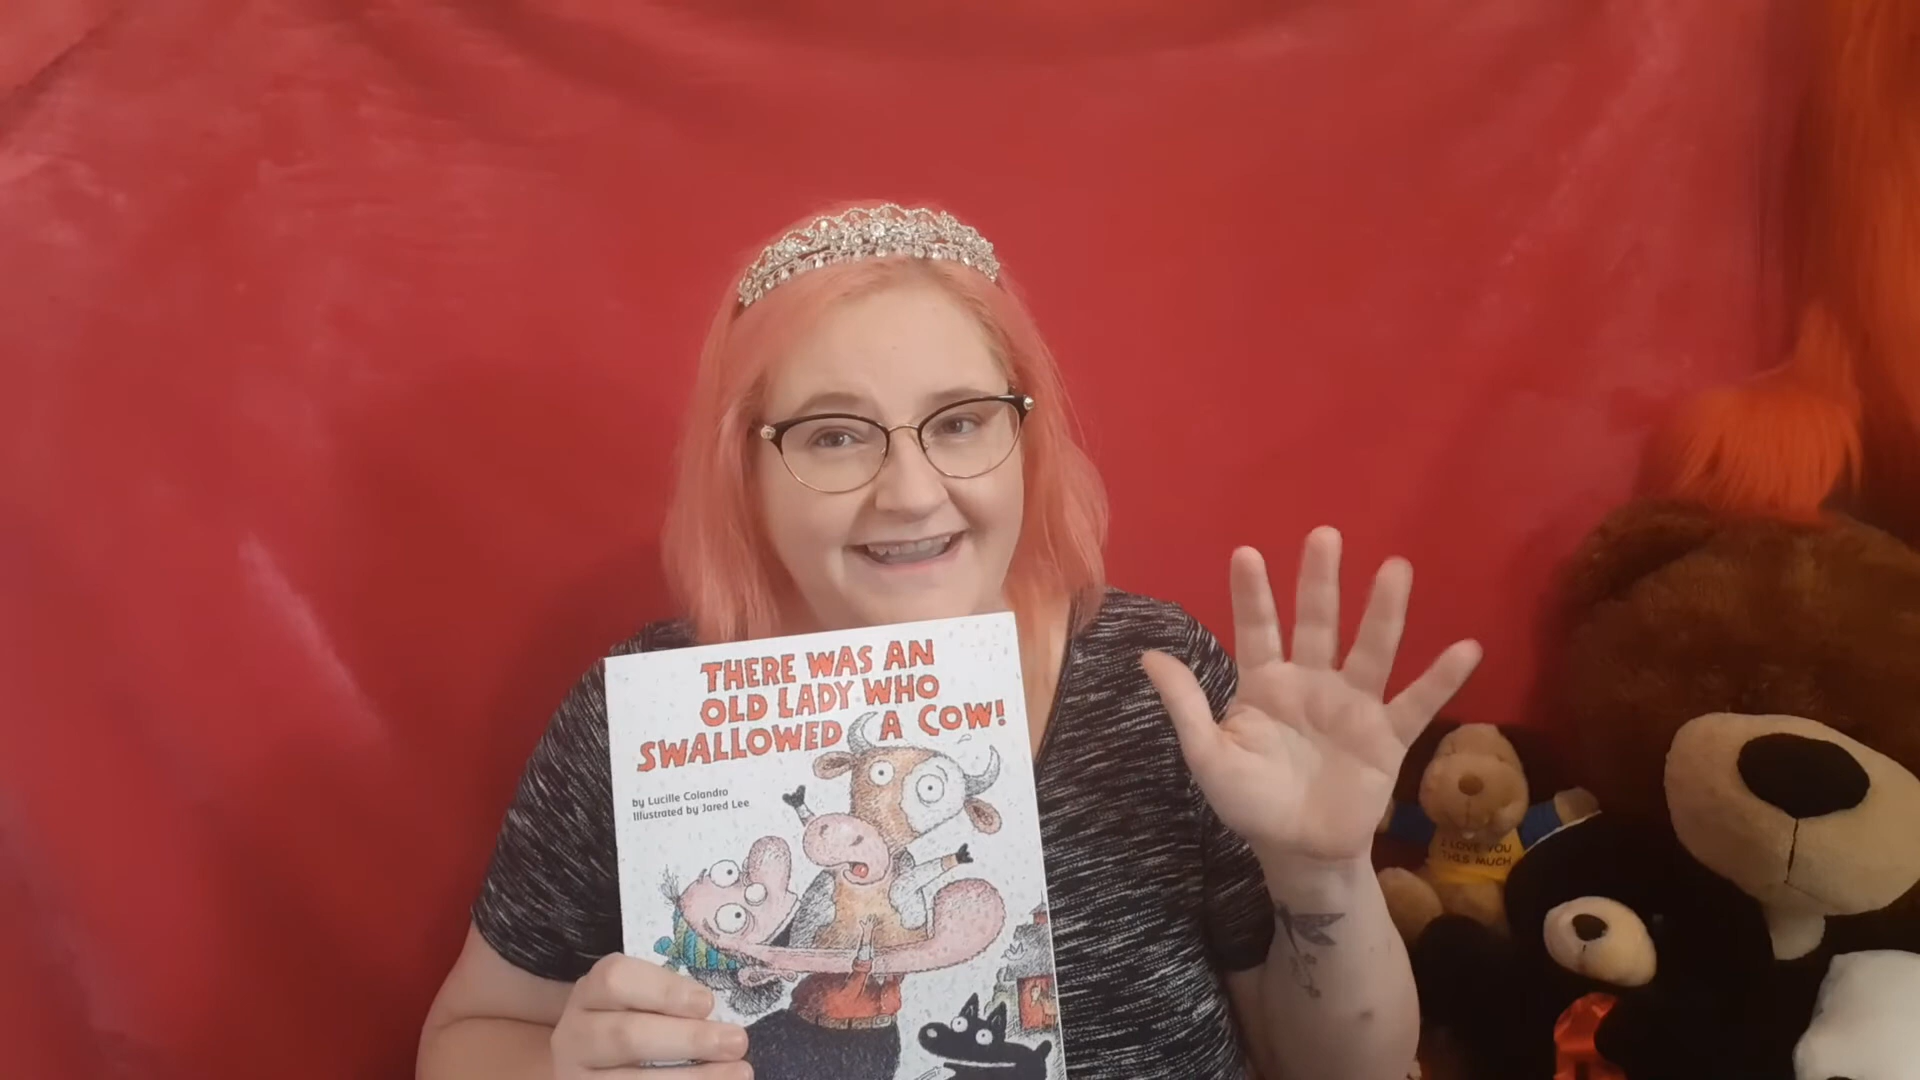 THERE WAS AN
OLD LADY WHO
SWALLOWED A COW!
by Lucille Colandro
Illustrated by Jared Lee
I LOVE YOU
THIS MUCH